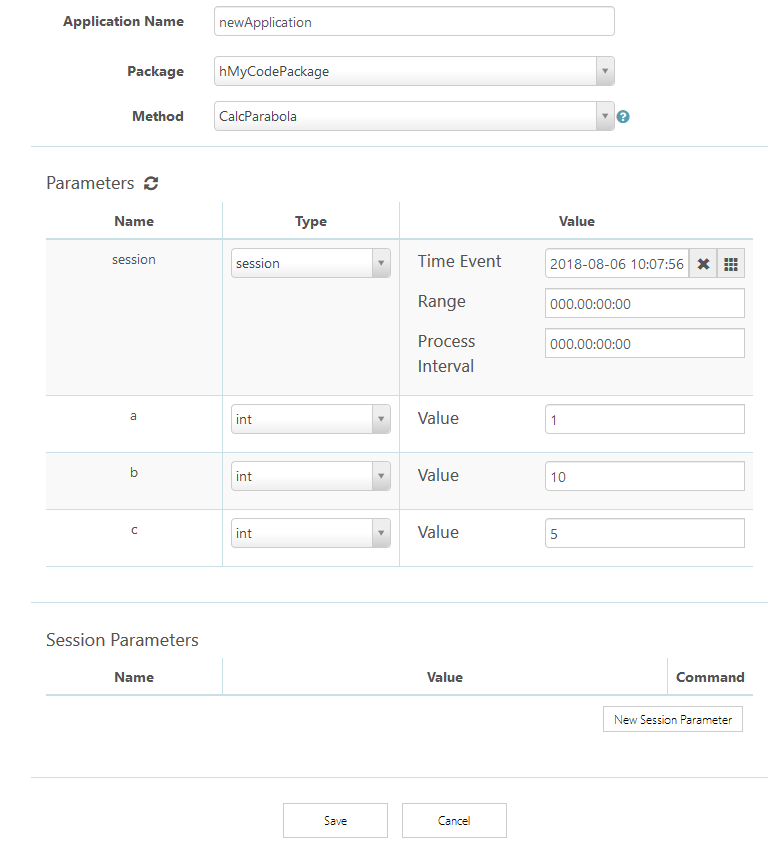 Application Name newApplication
Package hMyCodePackage
Method CalcParabola ?
Parameters
Name Type Value
session session Time Event 2018-08-06 10:07:56
Range 000.00:00:00
Process Interval 000.00:00:00
a int Value 1
b int Value 10
c int Value 5
Session Parameters
Name Value Command
New Session Parameter
Save Cancel